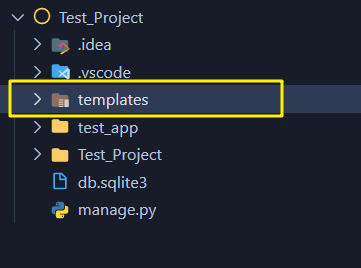 Test_Project
.idea
.vscode
templates
test_app
Test_Project
db.sqlite3
manage.py